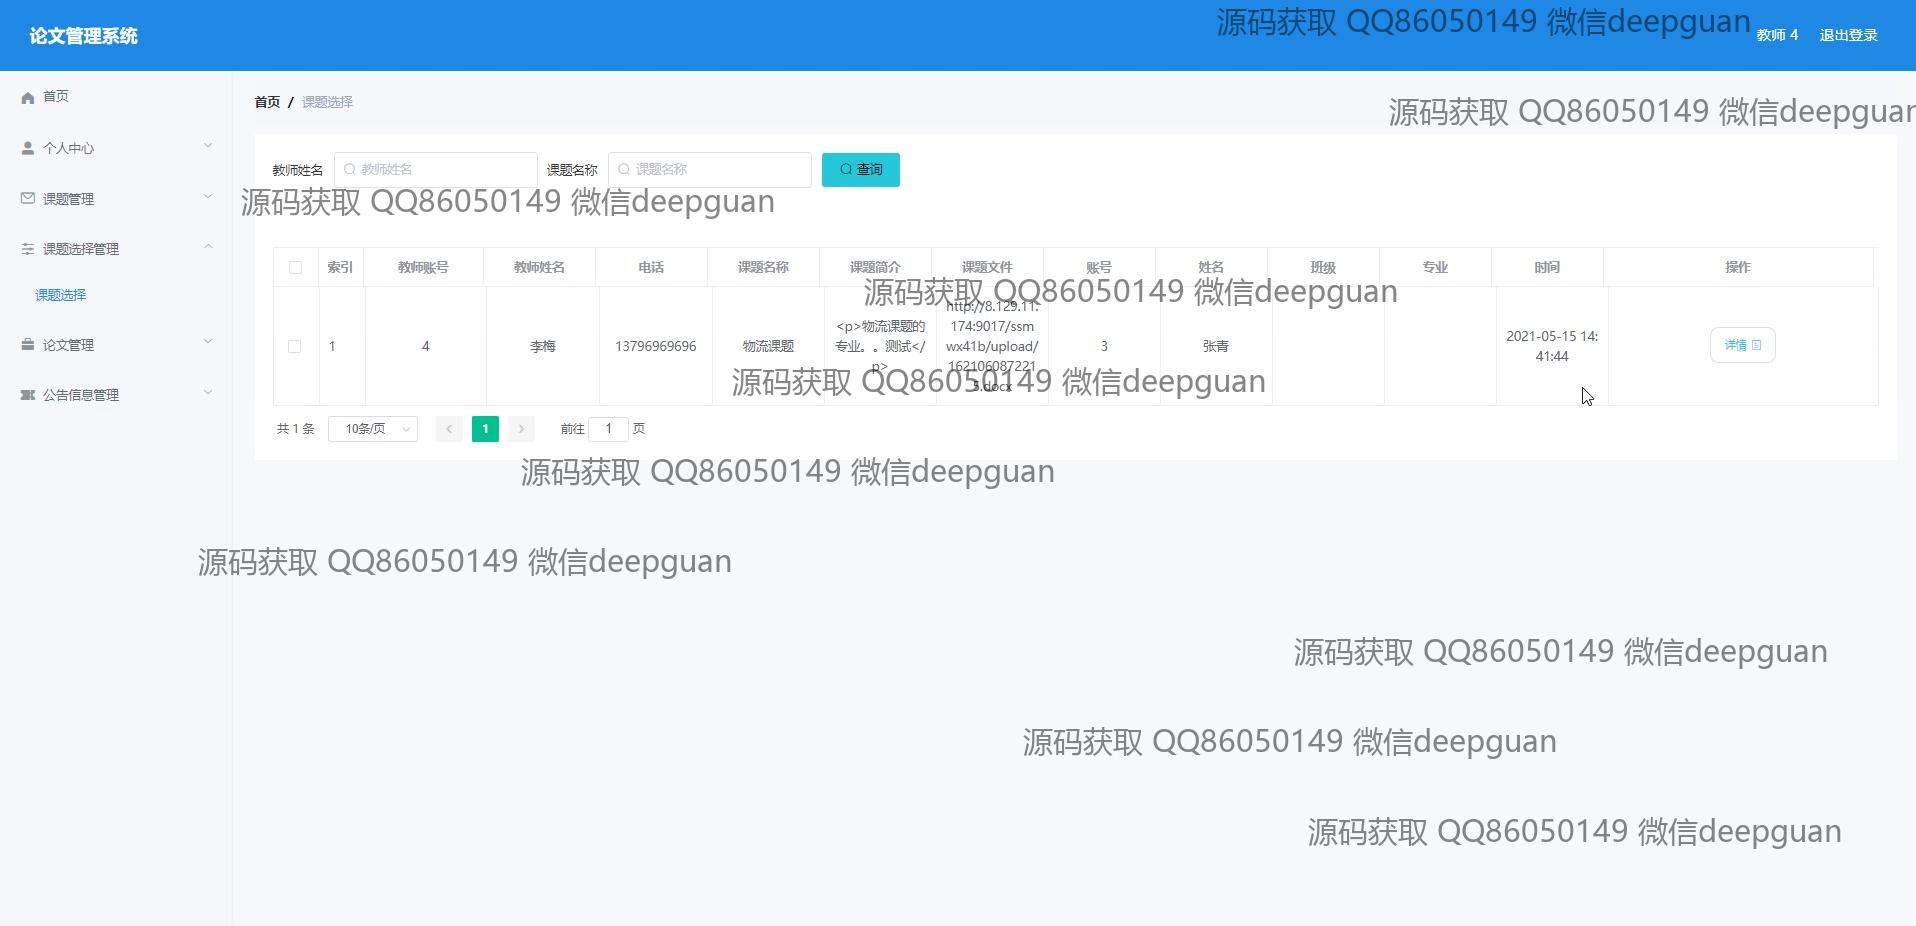 论文管理系统
源码获取 QQ86050149 微信deepguan
教师 4 退出登录
首页
个人中心
课题管理
课题选择管理
课题选择
论文管理
公告信息管理
首页 / 课题选择
源码获取 QQ86050149 微信deepguan
教师姓名 教师姓名 课题名称 课题名称 查询
源码获取 QQ86050149 微信deepguan
索引 教师账号 教师姓名 电话 课题名称 课题简介 课题文件 账号 姓名 班级 专业 时间 操作
源码获取 QQ86050149 微信deepguan
1 4 李梅 13796969696 物流课题
<p>物流课题的
专业。。测试</
p>
http://8.129.11:
174:9017/ssm
wx41b/upload/
162106087221
5.docx
3 张青
2021-05-15 14:
41:44
详情
源码获取 QQ86050149 微信deepguan
共 1 条 10条/页 1 前往 1 页
源码获取 QQ86050149 微信deepguan
源码获取 QQ86050149 微信deepguan
源码获取 QQ86050149 微信deepguan
源码获取 QQ86050149 微信deepguan
源码获取 QQ86050149 微信deepguan